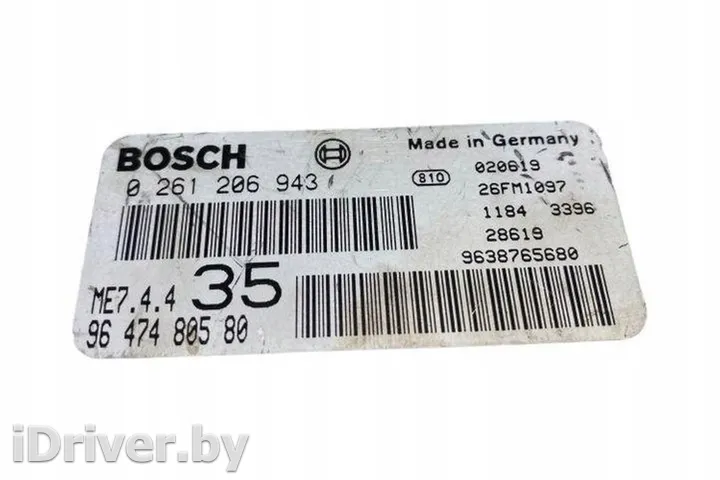 BOSCH
Made in Germany
0 261 206 943
810
020619
26FM1097
1184 3396
28619
9638765680
ME7.4.4 35
96 474 805 80
iDriver.by